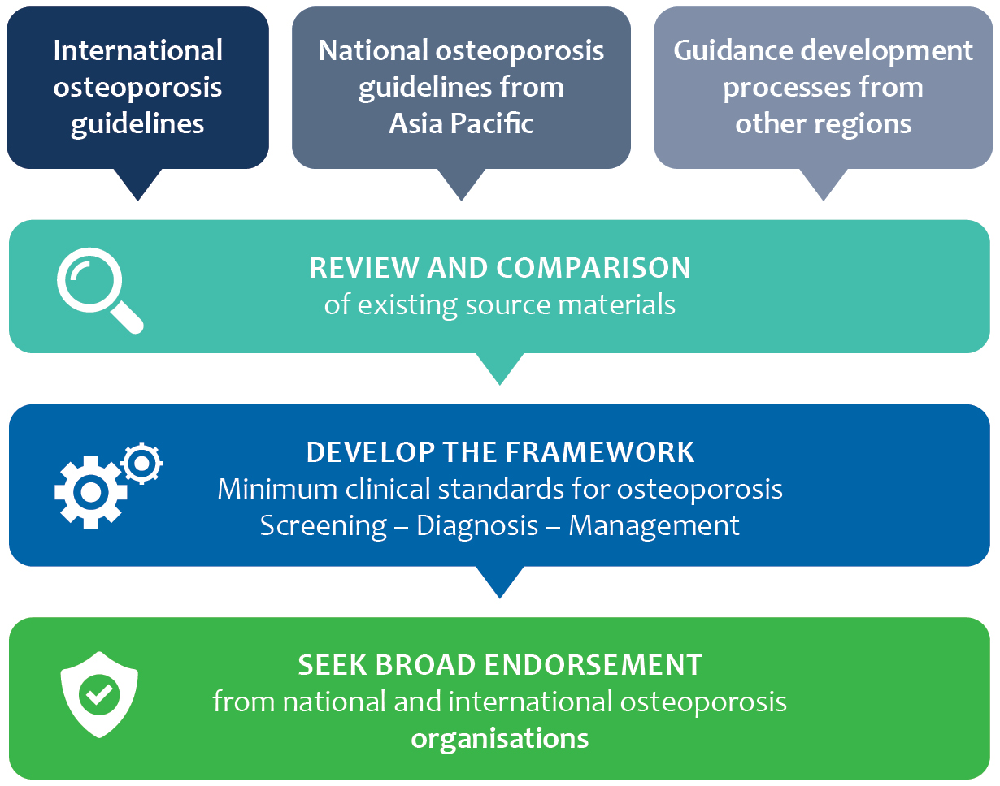 International
osteoporosis
guidelines
National osteoporosis
guidelines from
Asia Pacific
Guidance development
processes from
other regions
REVIEW AND COMPARISON
of existing source materials
DEVELOP THE FRAMEWORK
Minimum clinical standards for osteoporosis
Screening – Diagnosis – Management
SEEK BROAD ENDORSEMENT
from national and international osteoporosis
organisations